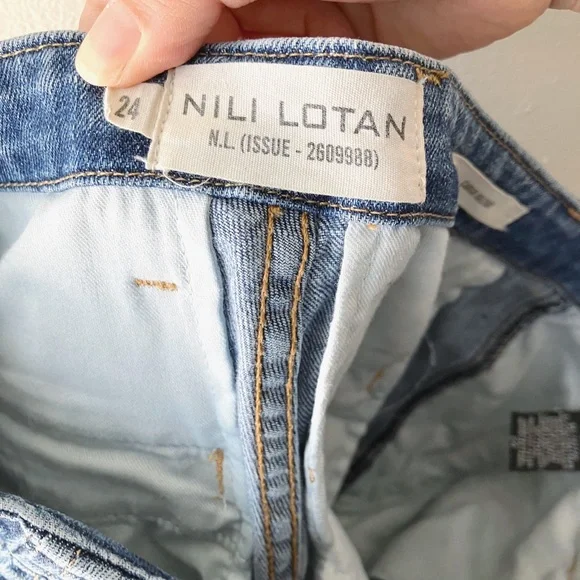 24
NILI LOTAN
N.L. (ISSUE - 2609988)